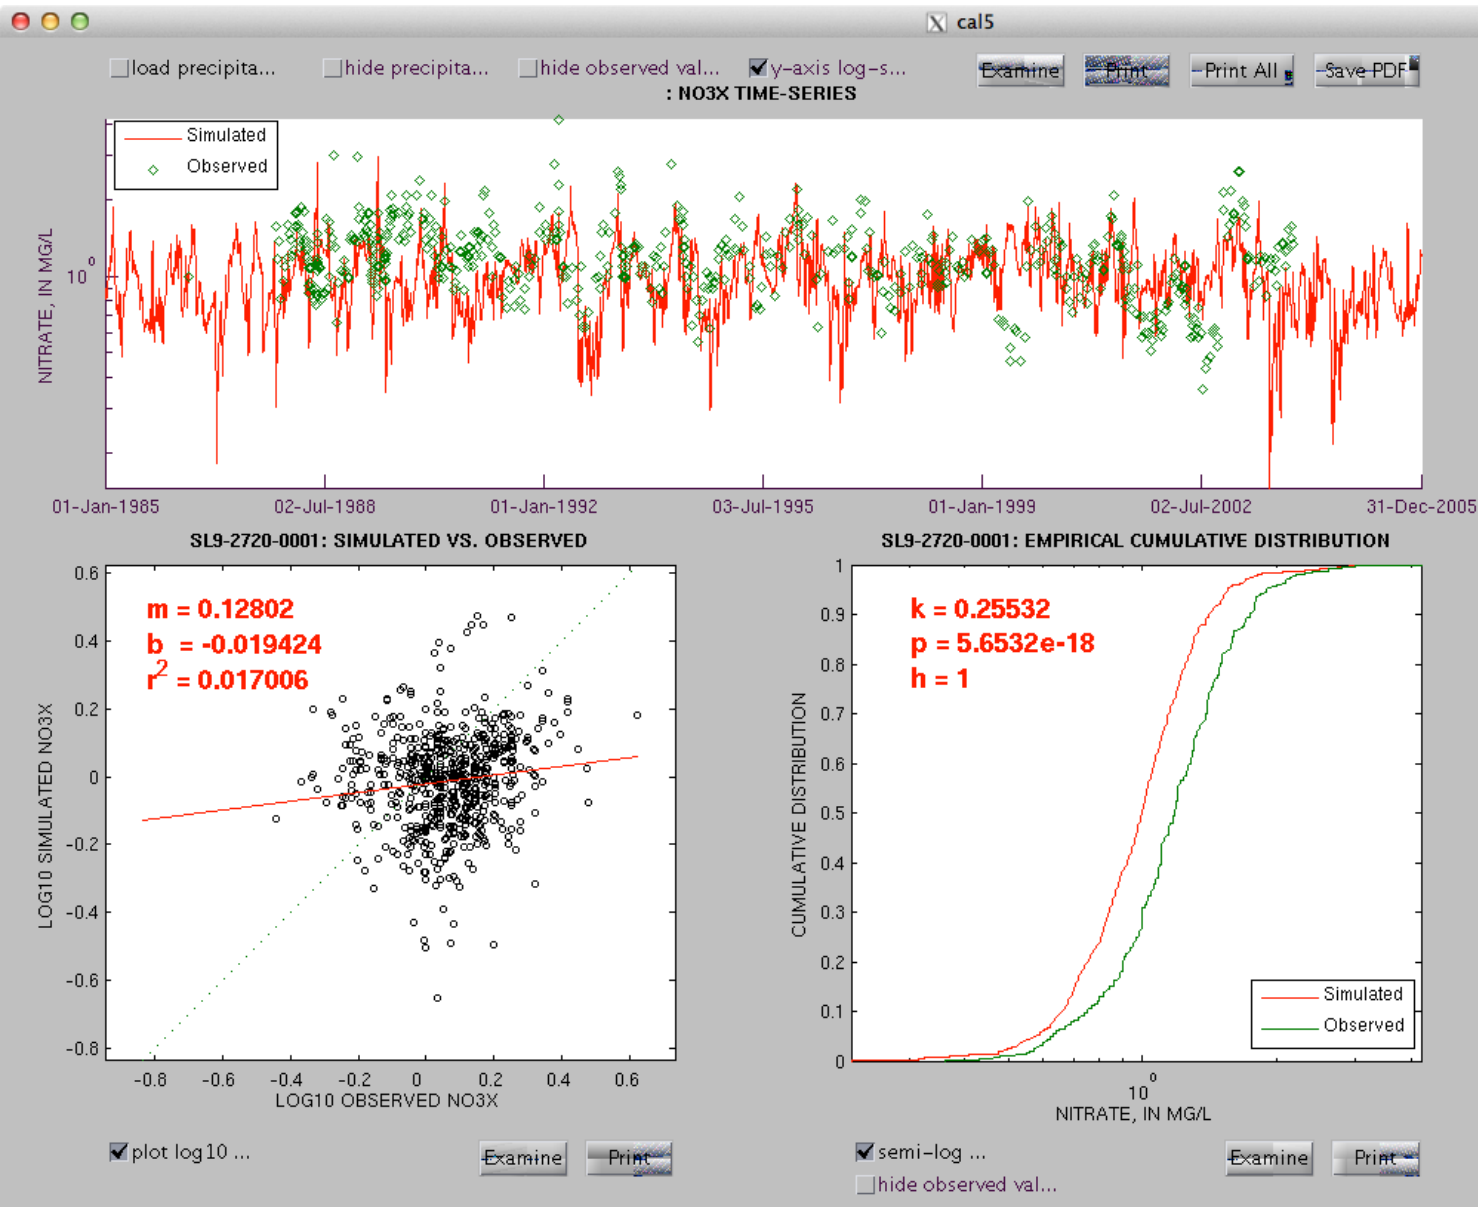 cal5
load precipita... hide precipita... hide observed val... y-axis log-s... Examine Print Print All Save PDF
: NO3X TIME-SERIES
Simulated
Observed
NITRATE, IN MG/L
10^0
01-Jan-1985 02-Jul-1988 01-Jan-1992 03-Jul-1995 01-Jan-1999 02-Jul-2002 31-Dec-2005
SL9-2720-0001: SIMULATED VS. OBSERVED
m = 0.12802
b = -0.019424
r^2 = 0.017006
LOG10 SIMULATED NO3X
0.6
0.4
0.2
0
-0.2
-0.4
-0.6
-0.8
-0.8 -0.6 -0.4 -0.2 0 0.2 0.4 0.6
LOG10 OBSERVED NO3X
plot log10 ... Examine Print
SL9-2720-0001: EMPIRICAL CUMULATIVE DISTRIBUTION
k = 0.25532
p = 5.6532e-18
h = 1
CUMULATIVE DISTRIBUTION
1
0.9
0.8
0.7
0.6
0.5
0.4
0.3
0.2
0.1
0
Simulated
Observed
10^0
NITRATE, IN MG/L
semi-log ... Examine Print
hide observed val...